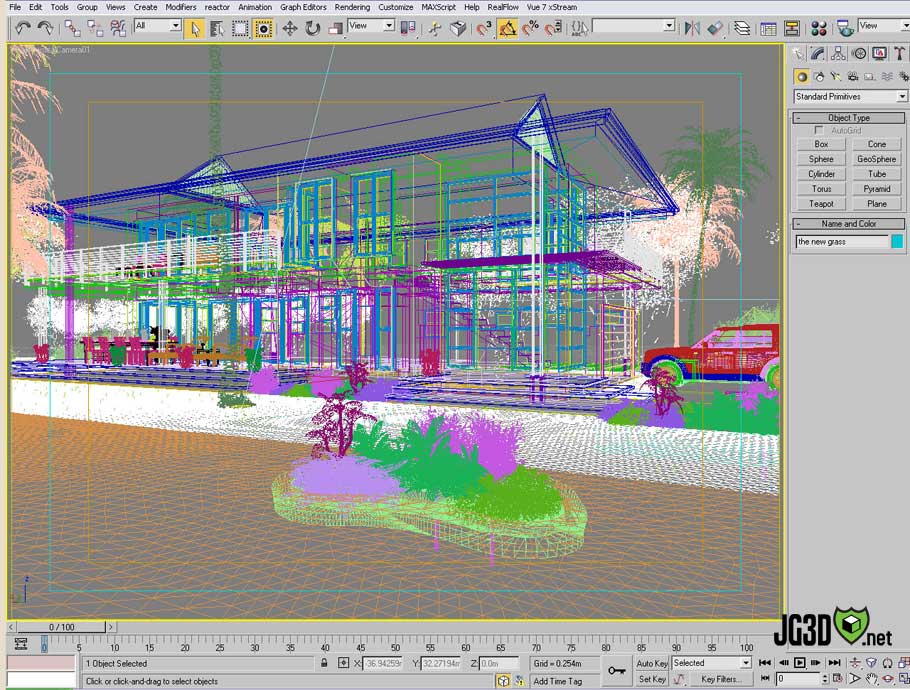 File Edit Tools Group Views Create Modifiers reactor Animation Graph Editors Rendering Customize MAXScript Help RealFlow Vue 7 xStream
All View View
Camera01
Standard Primitives
- Object Type
AutoGrid
Box Cone
Sphere GeoSphere
Cylinder Tube
Torus Pyramid
Teapot Plane
- Name and Color
the new grass
z
< 0 / 100 >
0 5 10 15 20 25 30 35 40 45 50 55 60 65 70 75 80 85 90 95 100
JG3D .net
1 Object Selected X: -36.94259m Y: 32.27194m Z: 0.0m Grid = 0.254m Auto Key Selected
Click or click-and-drag to select objects Add Time Tag Set Key Key Filters... 0